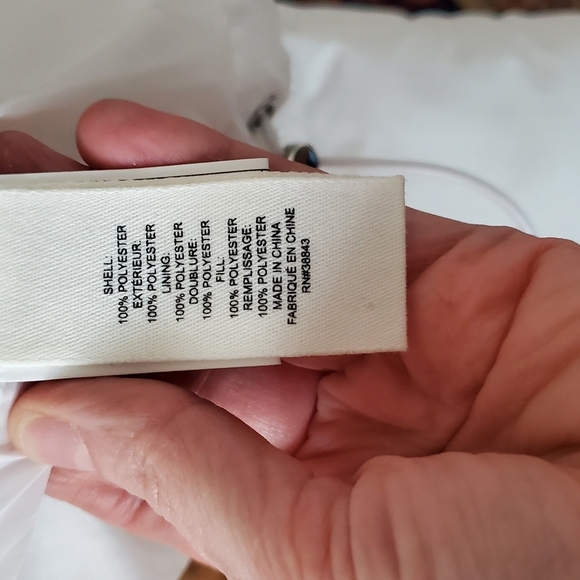 SHELL:
100% POLYESTER
EXTÉRIEUR:
100% POLYESTER
LINING:
100% POLYESTER
DOUBLURE:
100% POLYESTER
FILL:
100% POLYESTER
REMPLISSAGE:
100% POLYESTER
MADE IN CHINA
FABRIQUÉ EN CHINE
RN#38843